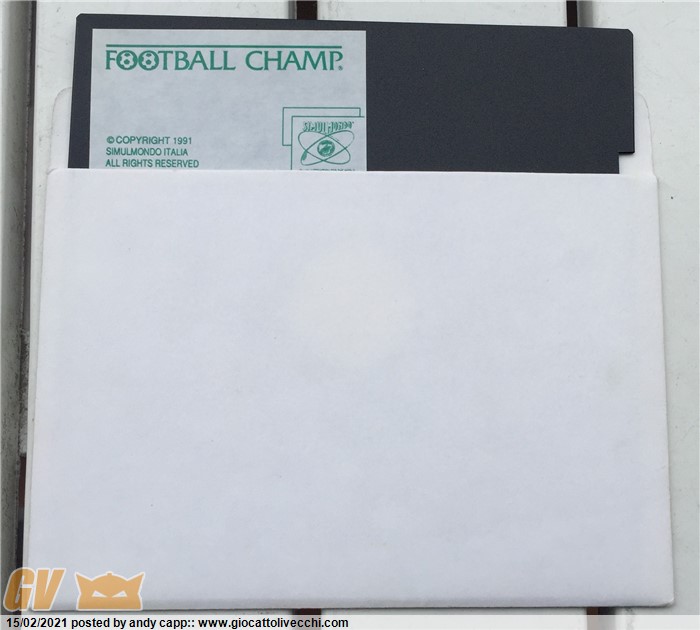 FOOTBALL CHAMP.
© COPYRIGHT 1991
SIMULMONDO ITALIA
ALL RIGHTS RESERVED
SIMULMONDO
GV
15/02/2021 posted by andy capp:: www.giocattolivecchi.com